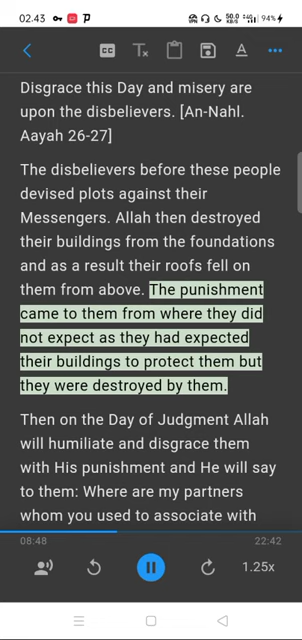 02.43
50.0
KB/S
94%
CC
Disgrace this Day and misery are
upon the disbelievers. [An-Nahl.
Aayah 26-27]
The disbelievers before these people
devised plots against their
Messengers. Allah then destroyed
their buildings from the foundations
and as a result their roofs fell on
them from above. The punishment
came to them from where they did
not expect as they had expected
their buildings to protect them but
they were destroyed by them.
Then on the Day of Judgment Allah
will humiliate and disgrace them
with His punishment and He will say
to them: Where are my partners
whom you used to associate with
08:48
22:42
1.25x